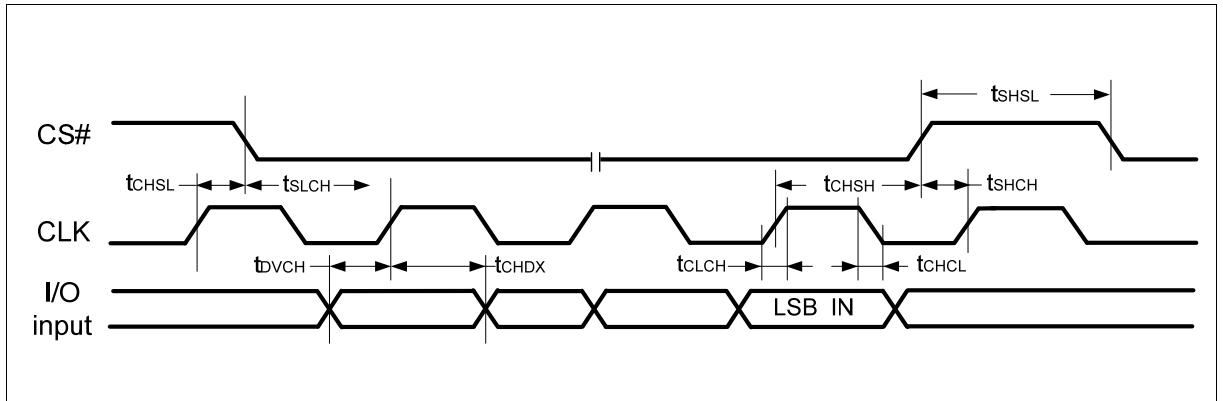 tSHSL
CS#
tCHSL
tSLCH
tCHSH
tSHCH
CLK
tDVCH
tCHDX
tCLCH
tCHCL
I/O
input
LSB IN